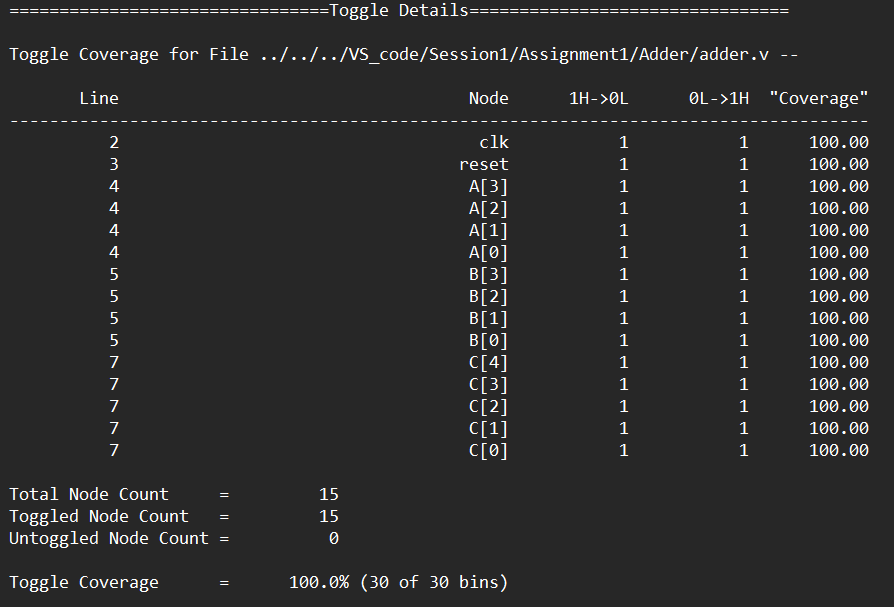 ================================Toggle Details================================
Toggle Coverage for File ../../../VS_code/Session1/Assignment1/Adder/adder.v --
Line Node 1H->0L 0L->1H "Coverage"
--------------------------------------------------------------------------------------
2 clk 1 1 100.00
3 reset 1 1 100.00
4 A[3] 1 1 100.00
4 A[2] 1 1 100.00
4 A[1] 1 1 100.00
4 A[0] 1 1 100.00
5 B[3] 1 1 100.00
5 B[2] 1 1 100.00
5 B[1] 1 1 100.00
5 B[0] 1 1 100.00
7 C[4] 1 1 100.00
7 C[3] 1 1 100.00
7 C[2] 1 1 100.00
7 C[1] 1 1 100.00
7 C[0] 1 1 100.00
Total Node Count = 15
Toggled Node Count = 15
Untoggled Node Count = 0
Toggle Coverage = 100.0% (30 of 30 bins)